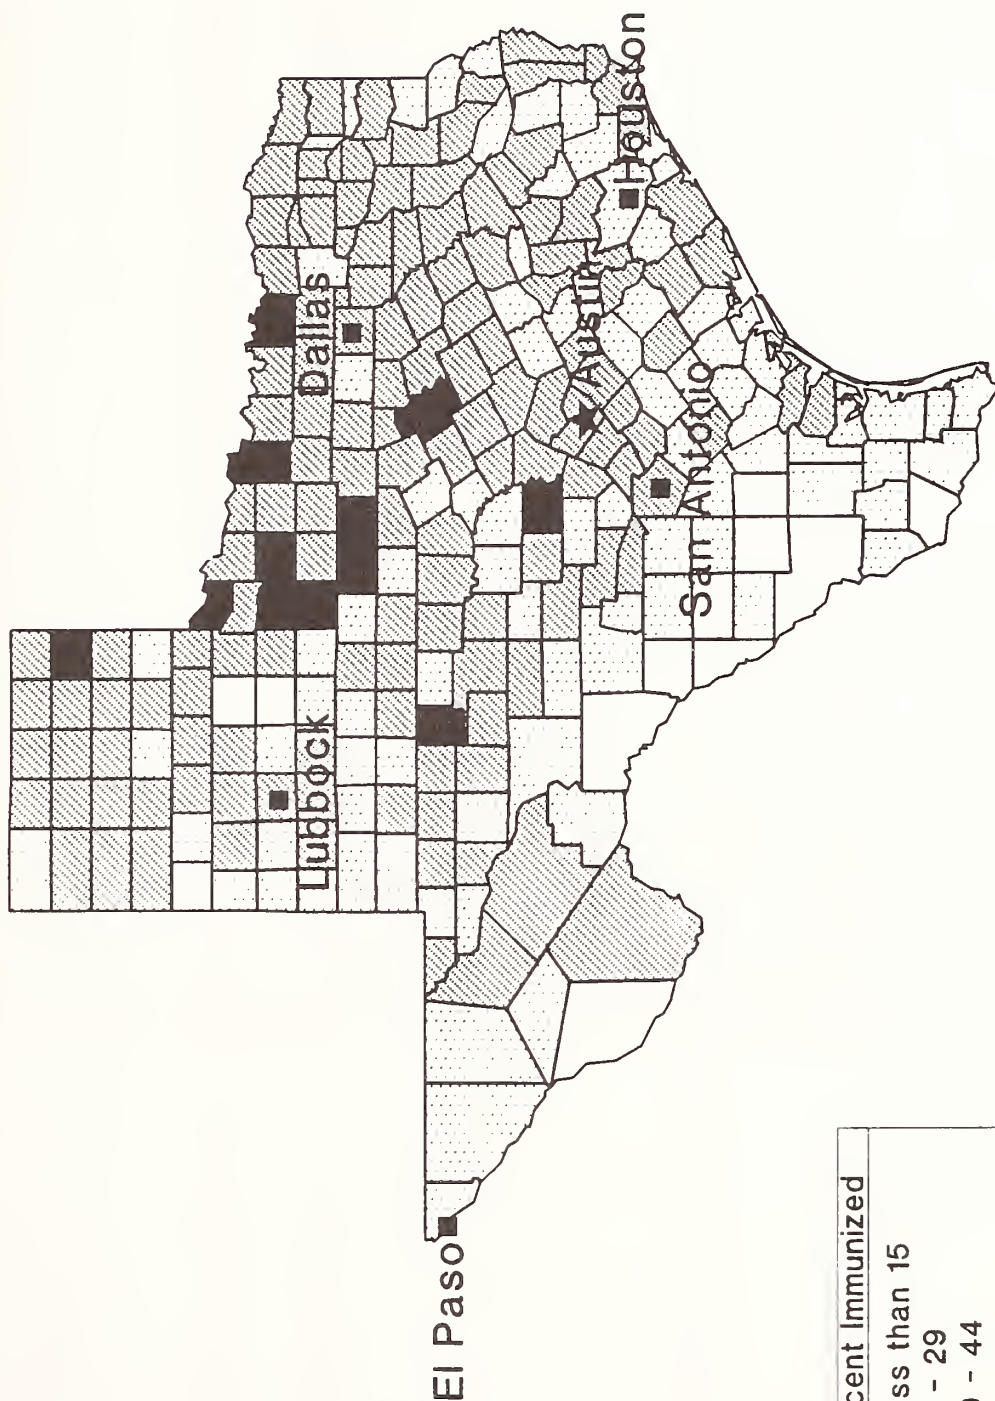 Lubbock
Dallas
El Paso
Austin
Houston
San Antonio
cent Immunized
ss than 15
- 29
- 44